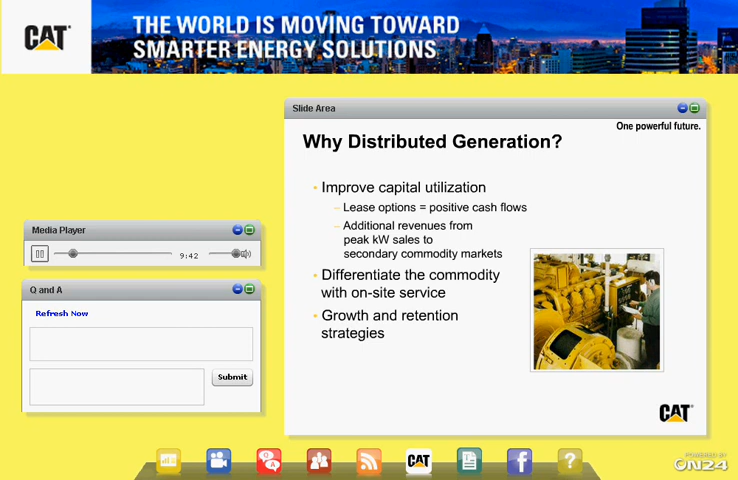 CAT
THE WORLD IS MOVING TOWARD
SMARTER ENERGY SOLUTIONS
Slide Area
One powerful future.
Why Distributed Generation?
• Improve capital utilization
– Lease options = positive cash flows
– Additional revenues from
peak kW sales to
secondary commodity markets
• Differentiate the commodity
with on-site service
• Growth and retention
strategies
CAT
Media Player
9:42
Q and A
Refresh Now
Submit
Q
A
CAT
f
?
POWERED BY
ON24